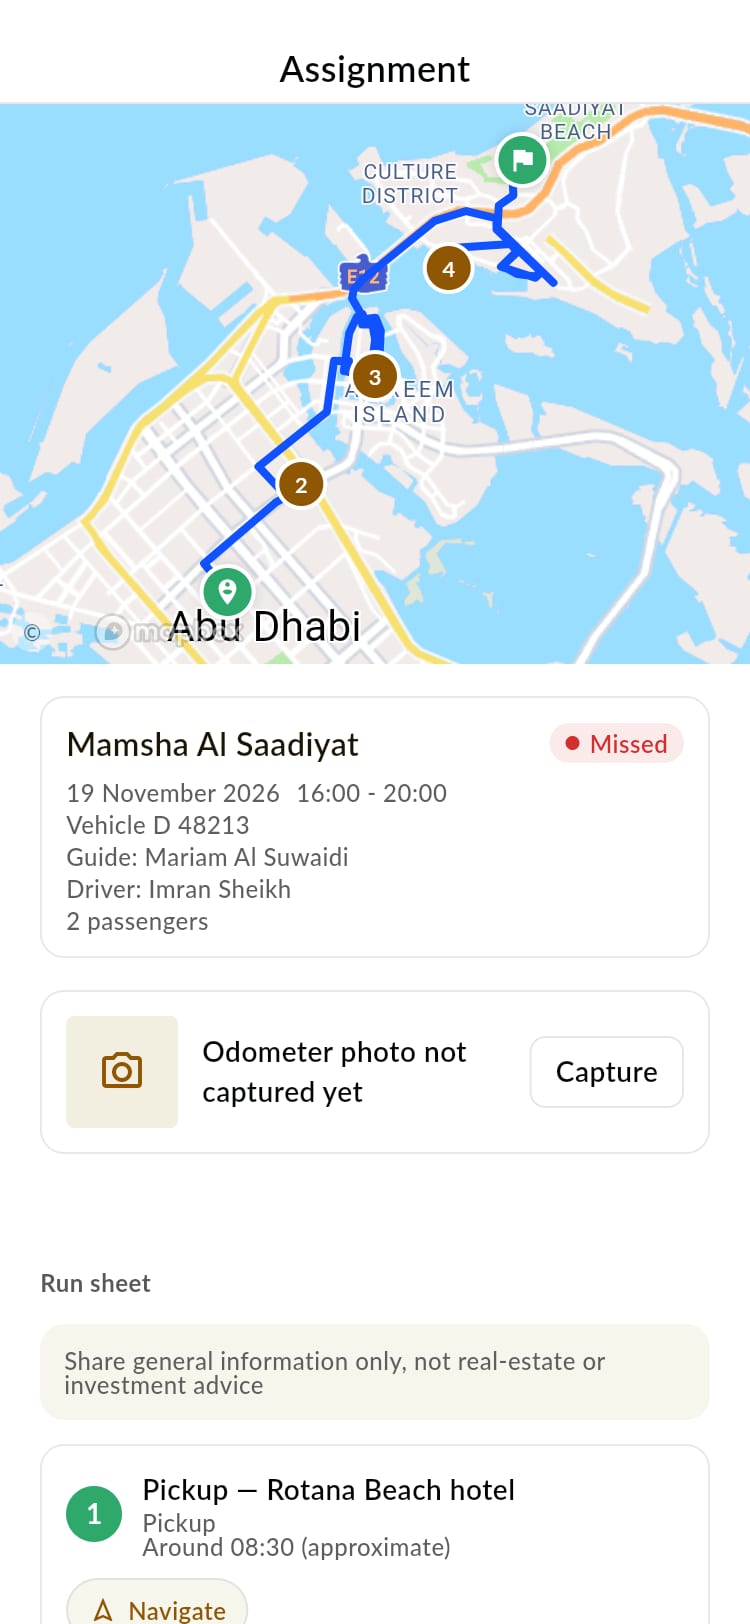 Assignment
SAADIYAT
BEACH
CULTURE
DISTRICT
E12
4
3
REEM
ISLAND
2
Abu Dhabi
©
mapbox
Mamsha Al Saadiyat
Missed
19 November 2026 16:00 - 20:00
Vehicle D 48213
Guide: Mariam Al Suwaidi
Driver: Imran Sheikh
2 passengers
Odometer photo not
captured yet
Capture
Run sheet
Share general information only, not real-estate or
investment advice
1
Pickup — Rotana Beach hotel
Pickup
Around 08:30 (approximate)
Navigate